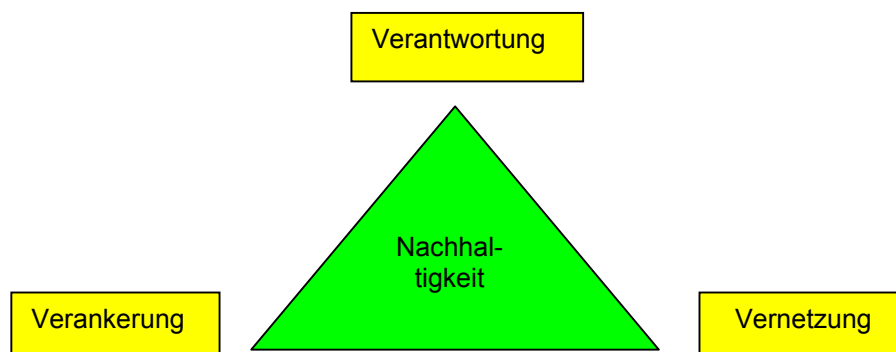 Verantwortung
Nachhal-
tigkeit
Verankerung
Vernetzung